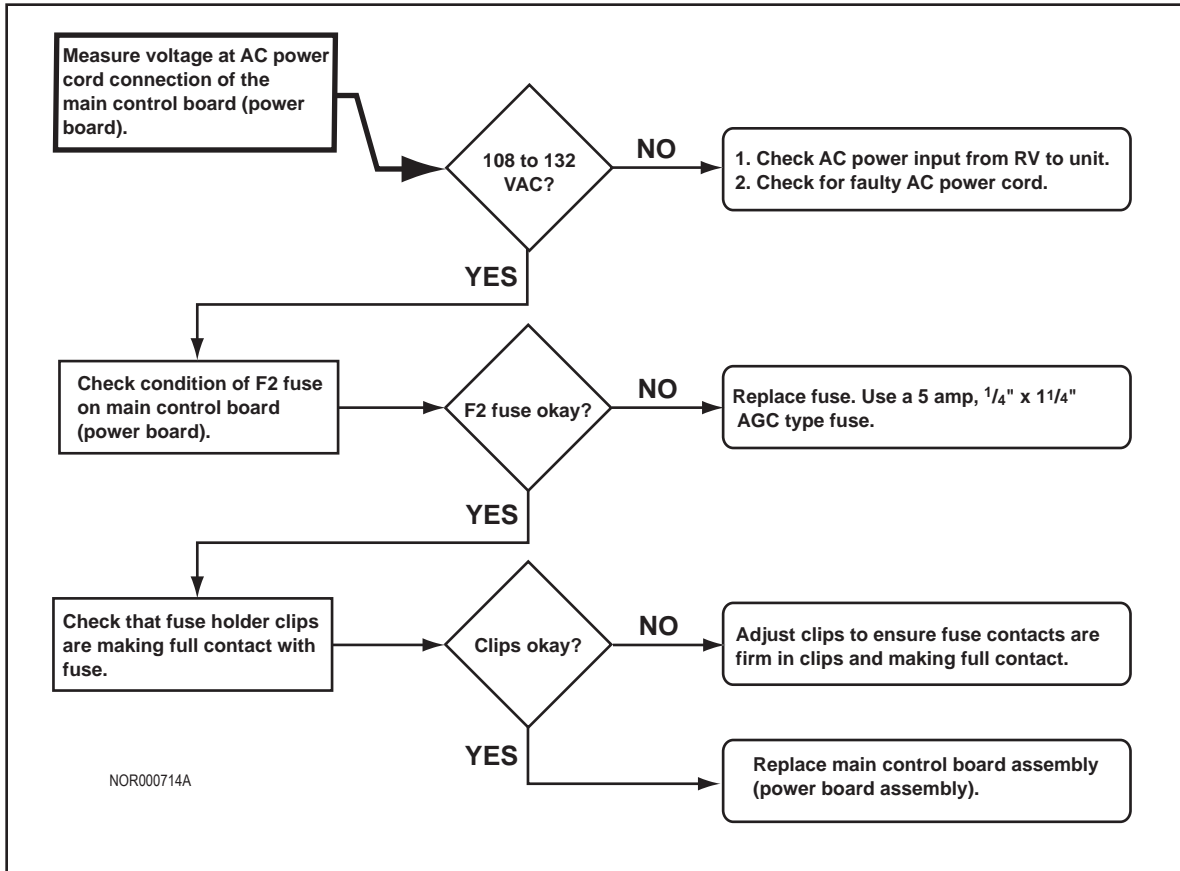 Measure voltage at AC power
cord connection of the
main control board (power
board).
108 to 132
VAC?
NO
1. Check AC power input from RV to unit.
2. Check for faulty AC power cord.
YES
Check condition of F2 fuse
on main control board
(power board).
F2 fuse okay?
NO
Replace fuse. Use a 5 amp, 1/4" x 11/4"
AGC type fuse.
YES
Check that fuse holder clips
are making full contact with
fuse.
Clips okay?
NO
Adjust clips to ensure fuse contacts are
firm in clips and making full contact.
YES
Replace main control board assembly
(power board assembly).
NOR000714A